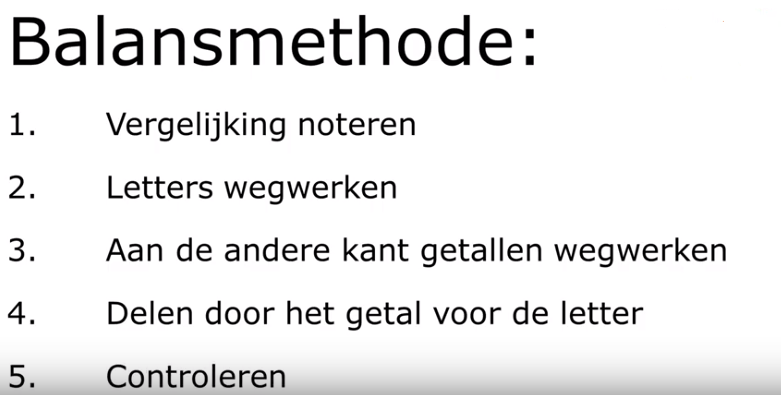 Balansmethode:
1. Vergelijking noteren
2. Letters wegwerken
3. Aan de andere kant getallen wegwerken
4. Delen door het getal voor de letter
5. Controleren